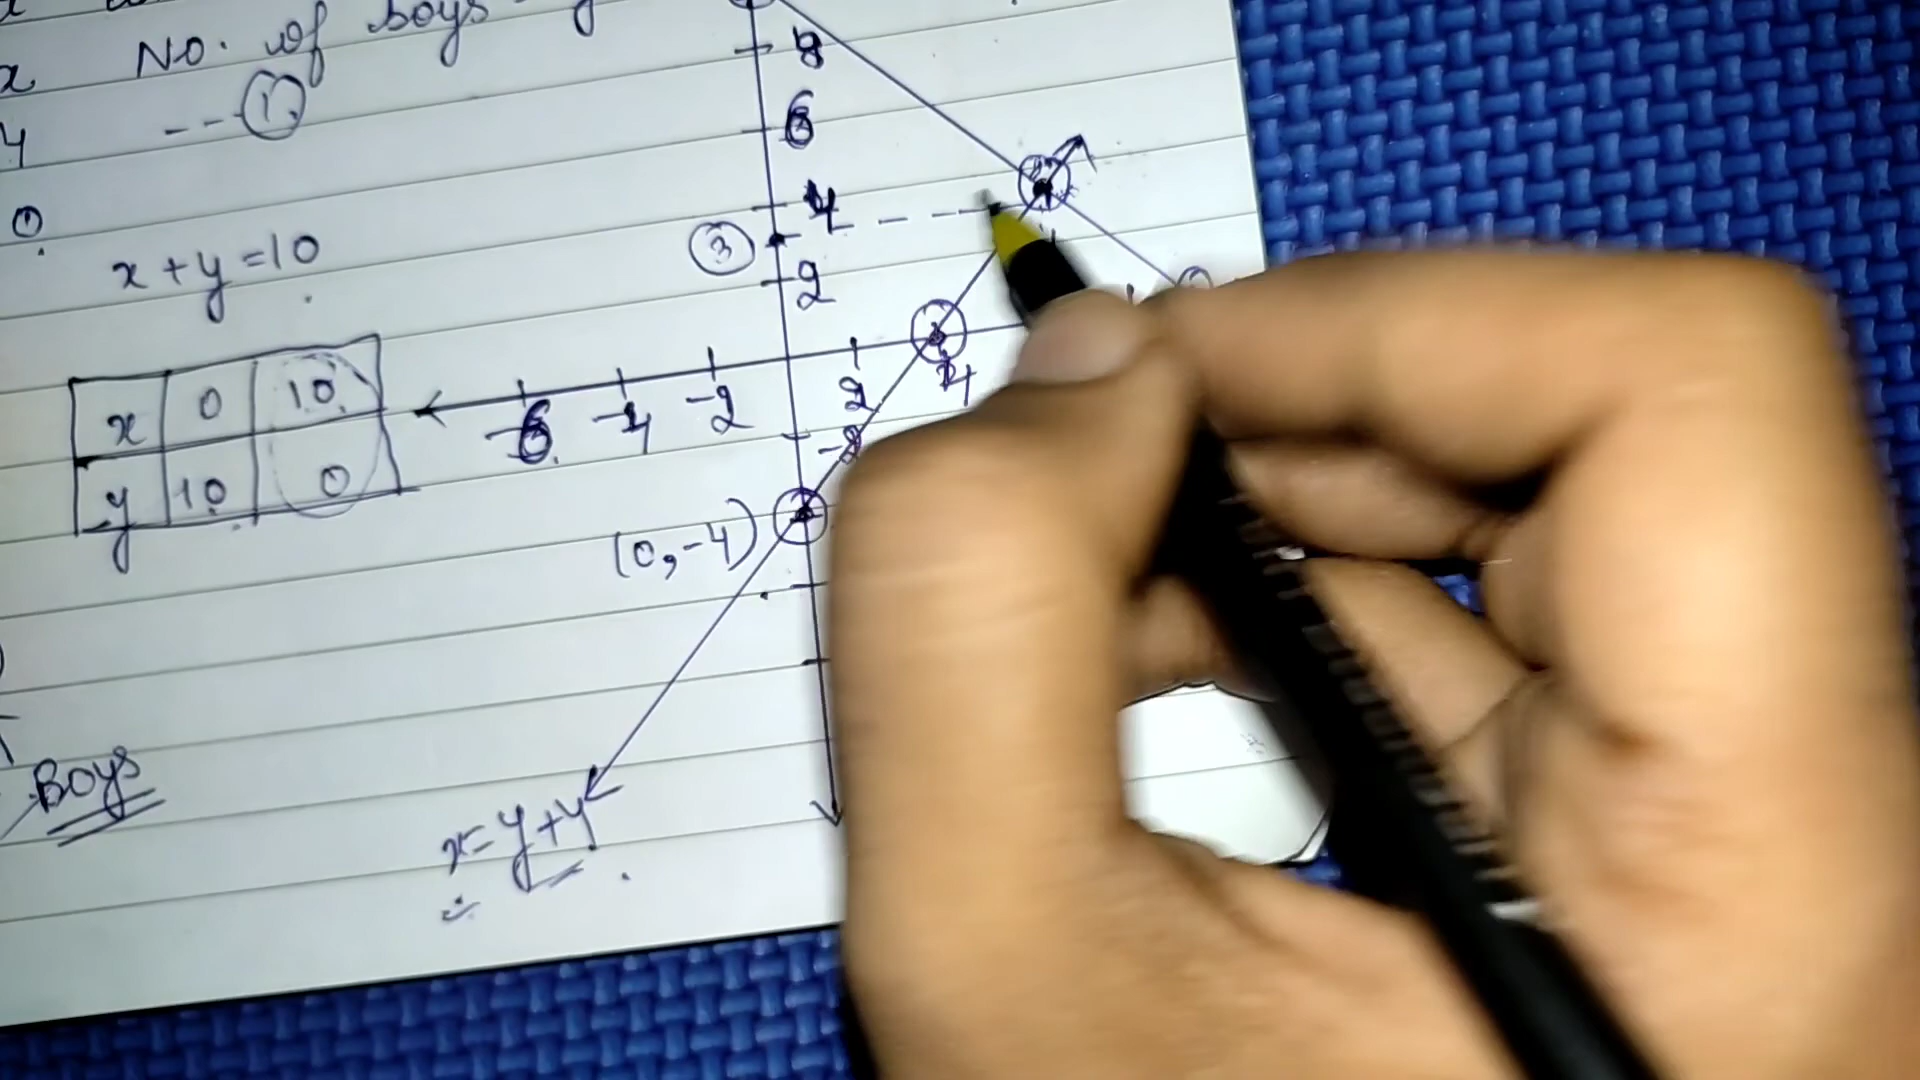 No. of boys
x
- - - (1)
4
x + y = 10
x 0 10
y 10 0
8
6
4
(3)
2
-6 -4 -2 2 4
-2
(0, -4)
Boys
x = y + 4